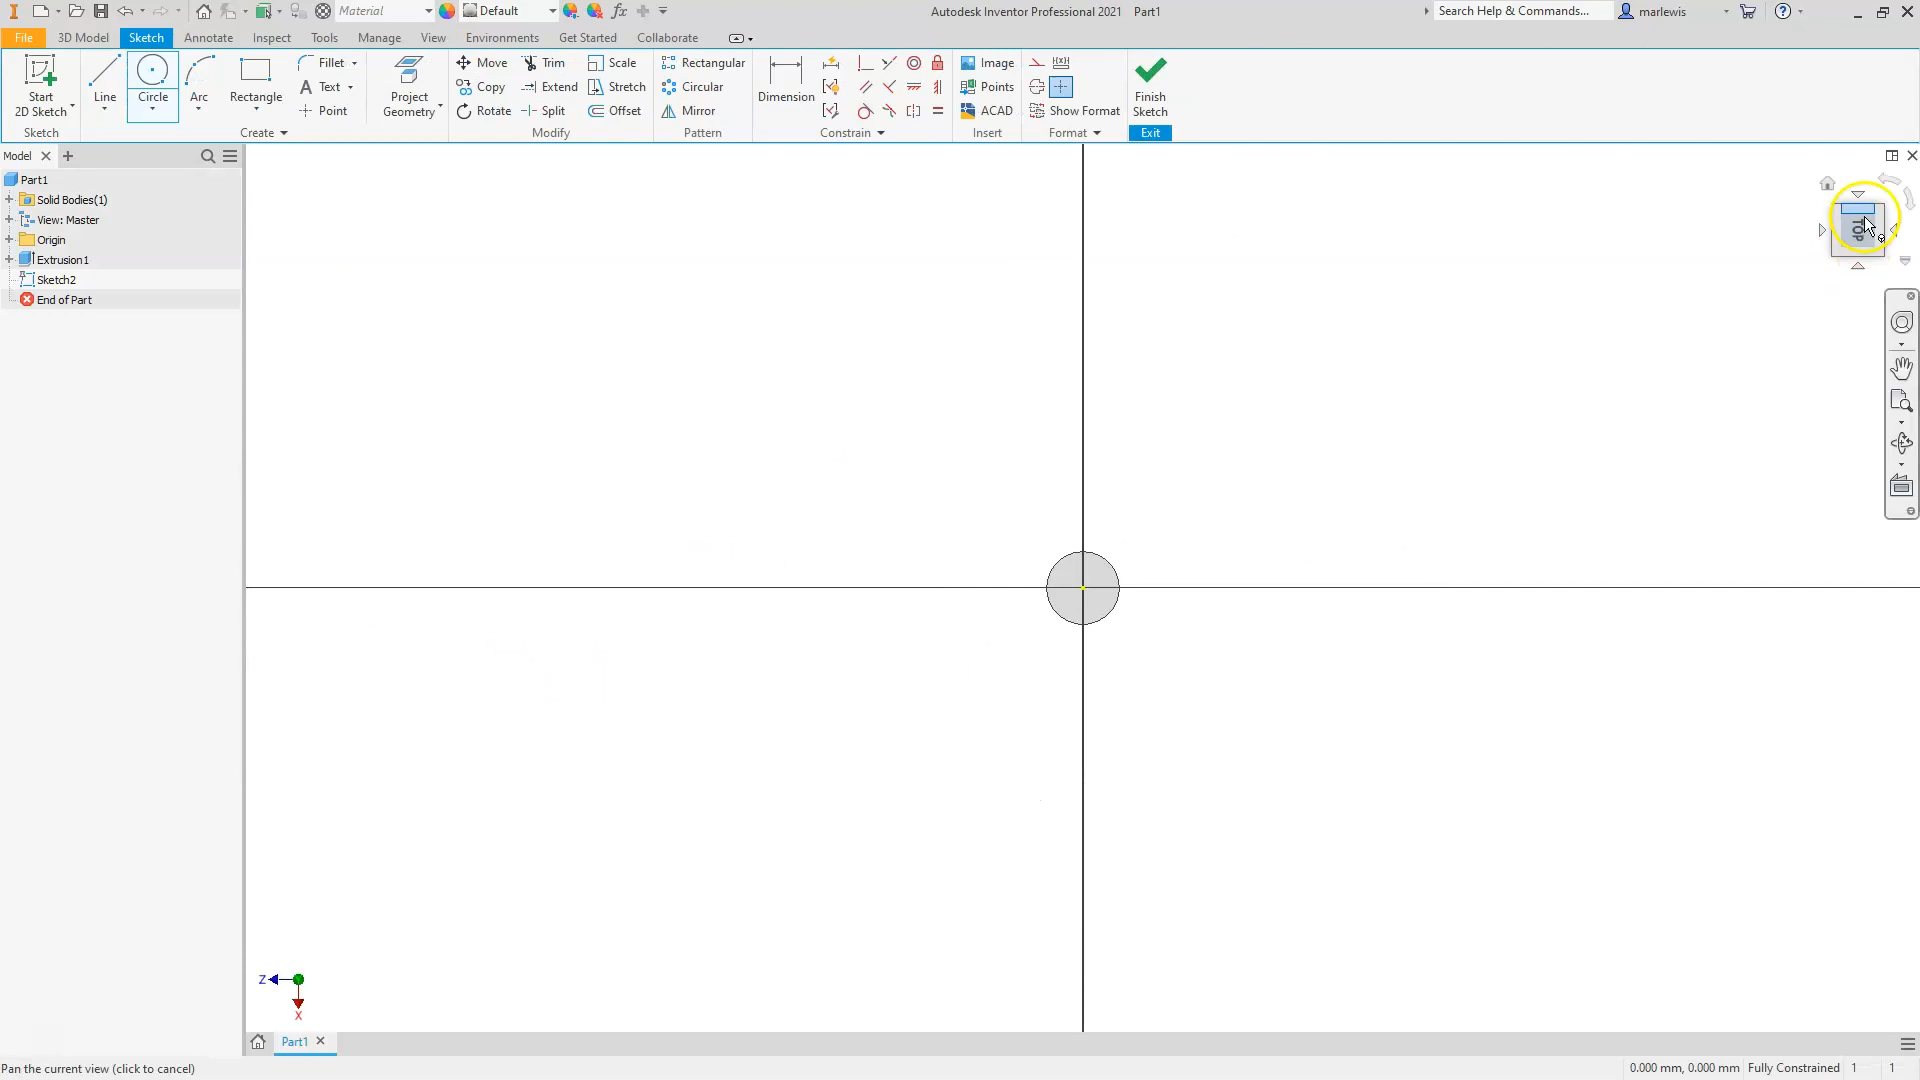 Material Default Autodesk Inventor Professional 2021 Part1 Search Help & Commands... marlewis
File 3D Model Sketch Annotate Inspect Tools Manage View Environments Get Started Collaborate
Start
2D Sketch
Line
Circle
Arc
Rectangle
Fillet
Text
Point
Project
Geometry
Move
Copy
Rotate
Trim
Extend
Split
Scale
Stretch
Offset
Rectangular
Circular
Mirror
Dimension
Image
Points
ACAD
Show Format
Finish
Sketch
Sketch Create Modify Pattern Constrain Insert Format Exit
Model
Part1
Solid Bodies(1)
View: Master
Origin
Extrusion1
Sketch2
End of Part
TOP
Z
X
Part1
Pan the current view (click to cancel) 0.000 mm, 0.000 mm Fully Constrained 1 1